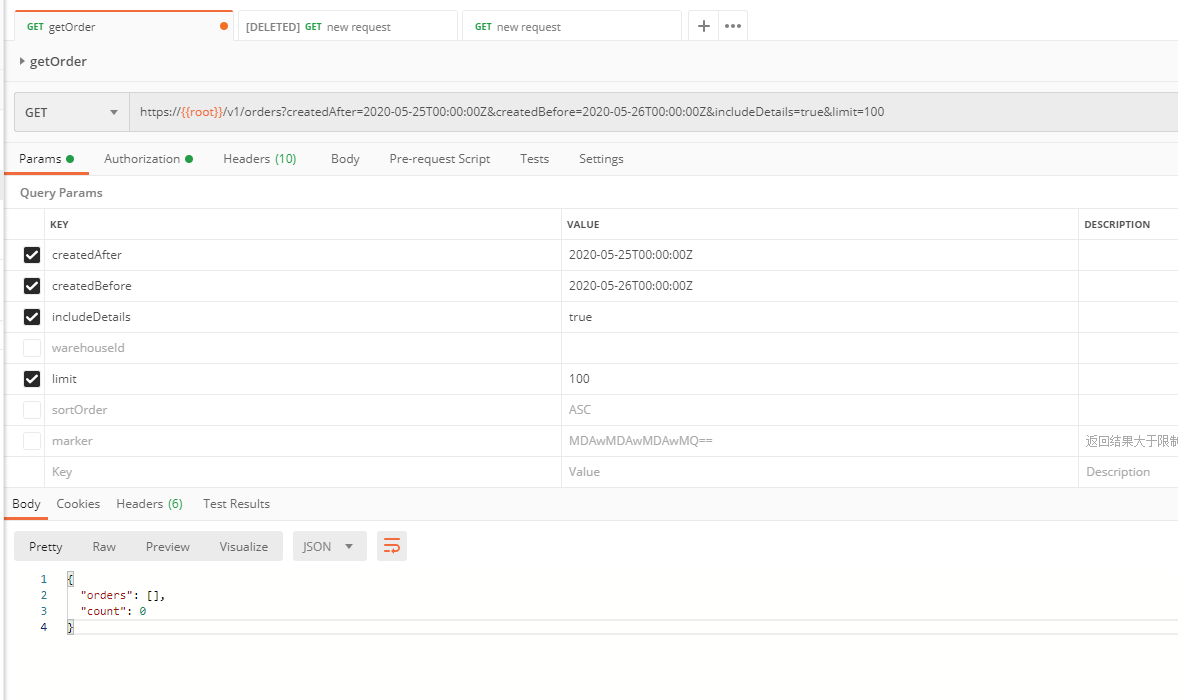 GET getOrder [DELETED] GET new request GET new request
getOrder
GET https://{{root}}/v1/orders?createdAfter=2020-05-25T00:00:00Z&createdBefore=2020-05-26T00:00:00Z&includeDetails=true&limit=100
Params Authorization Headers (10) Body Pre-request Script Tests Settings
Query Params
KEY VALUE DESCRIPTION
createdAfter 2020-05-25T00:00:00Z
createdBefore 2020-05-26T00:00:00Z
includeDetails true
warehouseId
limit 100
sortOrder ASC
marker MDAwMDAwMDAwMQ== 返回结果大于限制
Key Value Description
Body Cookies Headers (6) Test Results
Pretty Raw Preview Visualize JSON
1 {
2 "orders": [],
3 "count": 0
4 }